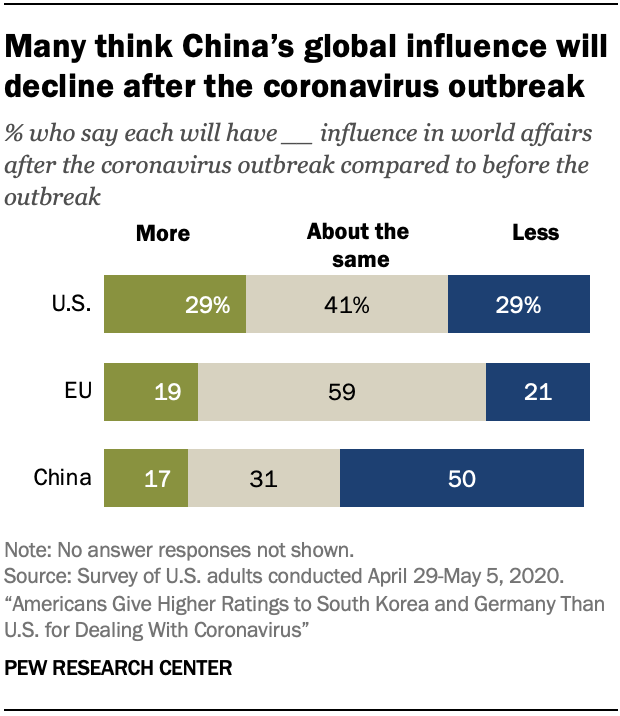 Many think China’s global influence will
decline after the coronavirus outbreak
% who say each will have __ influence in world affairs
after the coronavirus outbreak compared to before the
outbreak
More About the same Less
U.S. 29% 41% 29%
EU 19 59 21
China 17 31 50
Note: No answer responses not shown.
Source: Survey of U.S. adults conducted April 29-May 5, 2020.
“Americans Give Higher Ratings to South Korea and Germany Than
U.S. for Dealing With Coronavirus”
PEW RESEARCH CENTER